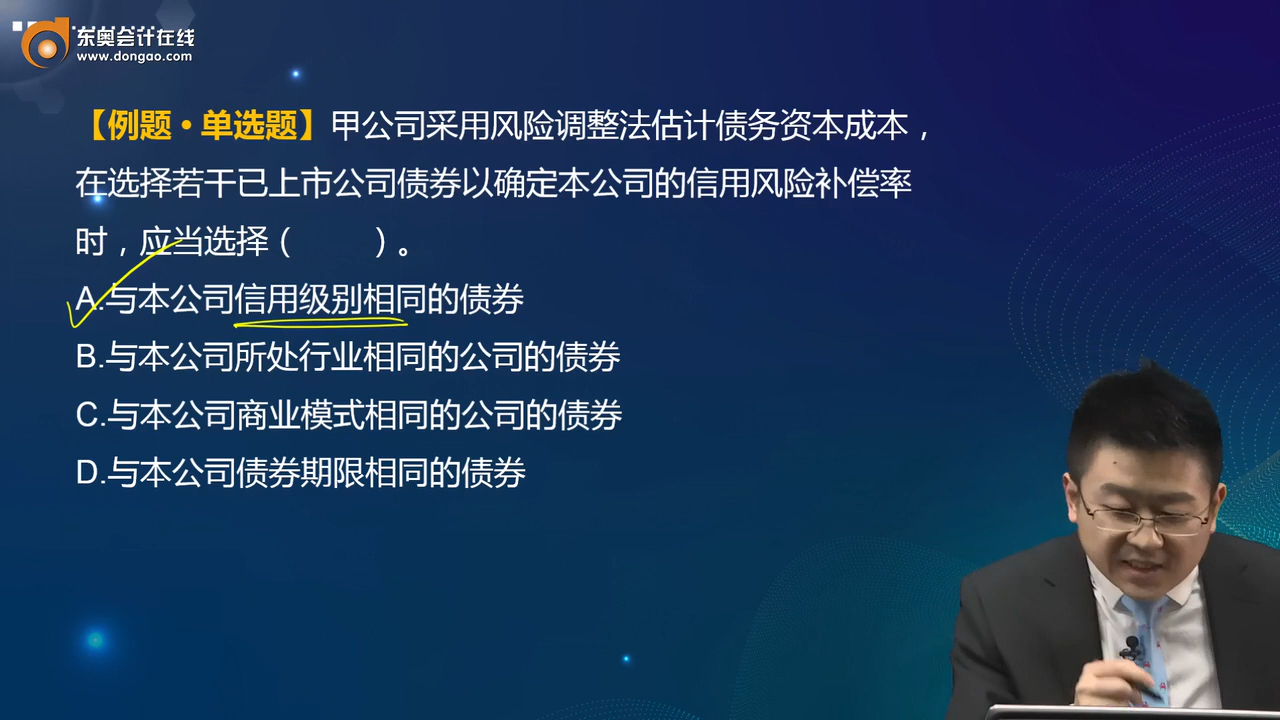 东奥会计在线
www.dongao.com
【例题•单选题】甲公司采用风险调整法估计债务资本成本，
在选择若干已上市公司债券以确定本公司的信用风险补偿率
时，应当选择（　　）。
A.与本公司信用级别相同的债券
B.与本公司所处行业相同的公司的债券
C.与本公司商业模式相同的公司的债券
D.与本公司债券期限相同的债券